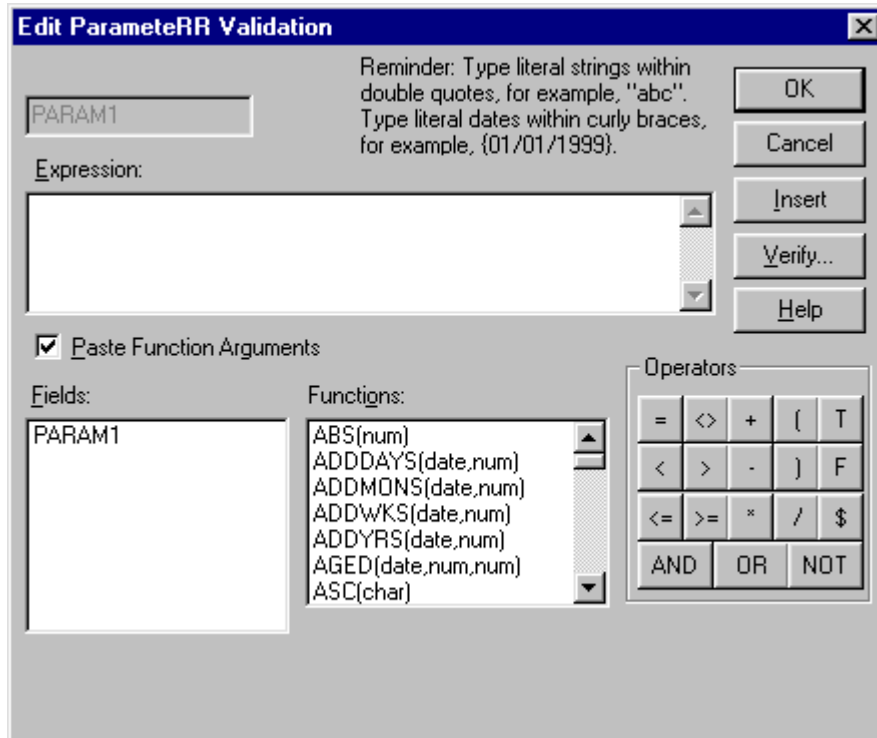 Edit ParameteRR Validation
PARAM1
Reminder: Type literal strings within
double quotes, for example, "abc".
Type literal dates within curly braces,
for example, {01/01/1999}.
OK
Cancel
Insert
Verify...
Help
Expression:
Paste Function Arguments
Fields:
PARAM1
Functions:
ABS(num)
ADDDAYS(date,num)
ADDMONS(date,num)
ADDWKS(date,num)
ADDYRS(date,num)
AGED(date,num,num)
ASC(char)
Operators
= <> + ( T
< > - ) F
<= >= * / $
AND OR NOT